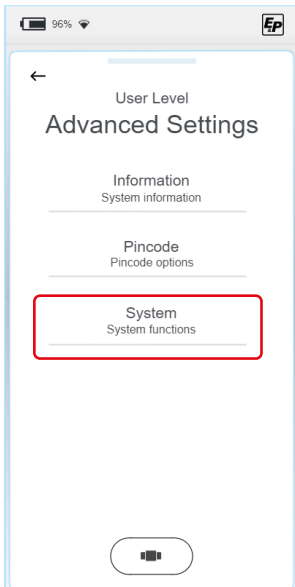 96%
EP
User Level
Advanced Settings
Information
System information
Pincode
Pincode options
System
System functions